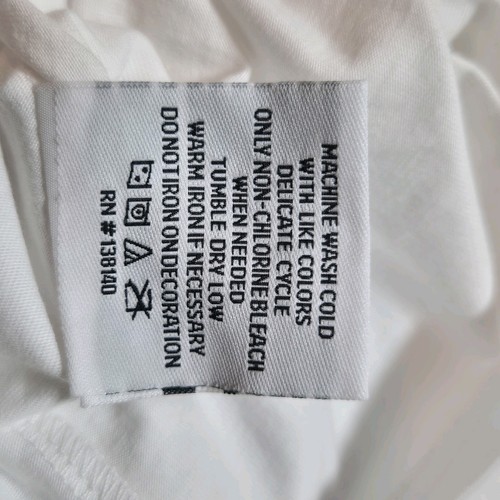 MACHINE WASH COLD
WITH LIKE COLORS
DELICATE CYCLE
ONLY NON-CHLORINE BLEACH
WHEN NEEDED
TUMBLE DRY LOW
WARM IRON IF NECESSARY
DO NOT IRON ON DECORATION
RN # 138140